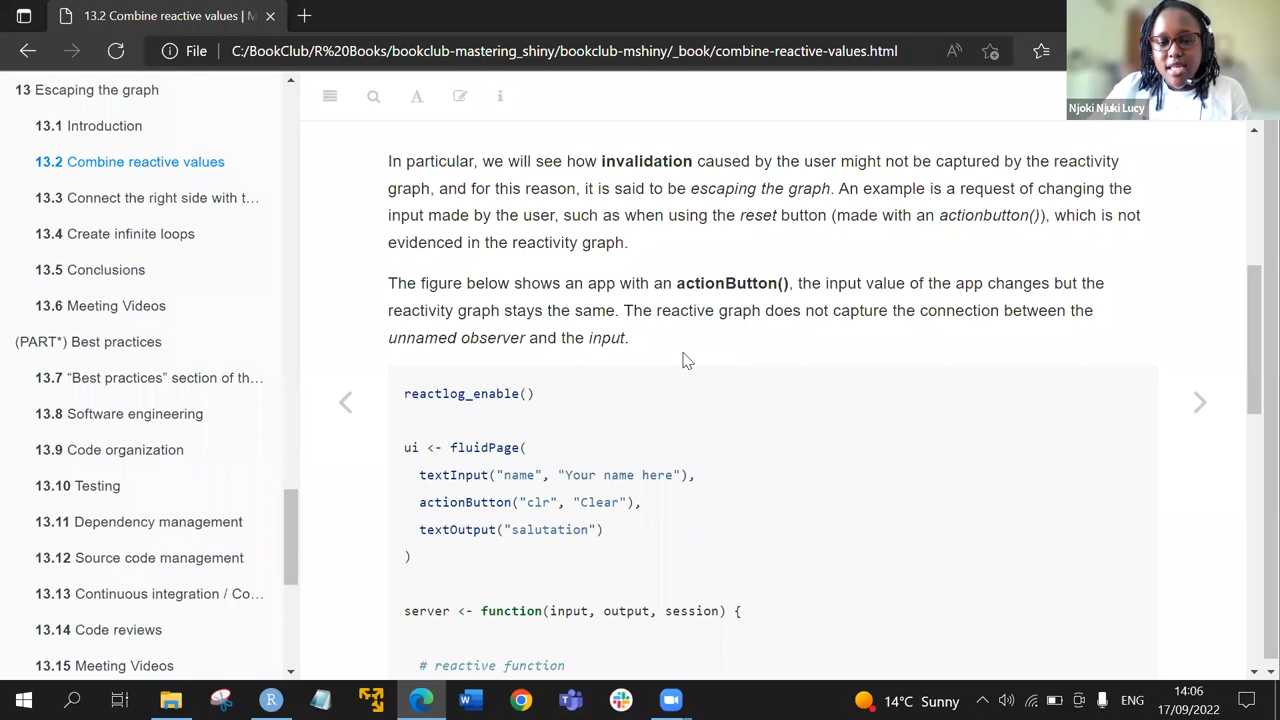 13.2 Combine reactive values | M
File
C:/BookClub/R%20Books/bookclub-mastering_shiny/bookclub-mshiny/_book/combine-reactive-values.html
Njoki Njuki Lucy
13 Escaping the graph
13.1 Introduction
13.2 Combine reactive values
13.3 Connect the right side with t…
13.4 Create infinite loops
13.5 Conclusions
13.6 Meeting Videos
(PART*) Best practices
13.7 “Best practices” section of th…
13.8 Software engineering
13.9 Code organization
13.10 Testing
13.11 Dependency management
13.12 Source code management
13.13 Continuous integration / Co…
13.14 Code reviews
13.15 Meeting Videos
In particular, we will see how invalidation caused by the user might not be captured by the reactivity
graph, and for this reason, it is said to be escaping the graph. An example is a request of changing the
input made by the user, such as when using the reset button (made with an actionbutton()), which is not
evidenced in the reactivity graph.
The figure below shows an app with an actionButton(), the input value of the app changes but the
reactivity graph stays the same. The reactive graph does not capture the connection between the
unnamed observer and the input.
reactlog_enable()
ui <- fluidPage(
textInput("name", "Your name here"),
actionButton("clr", "Clear"),
textOutput("salutation")
)
server <- function(input, output, session) {
# reactive function
14°C Sunny
ENG
14:06
17/09/2022